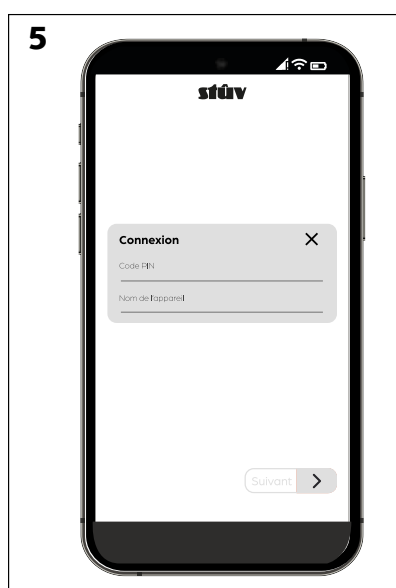 5
stûv
Connexion
Code PIN
Nom de l'appareil
Suivant